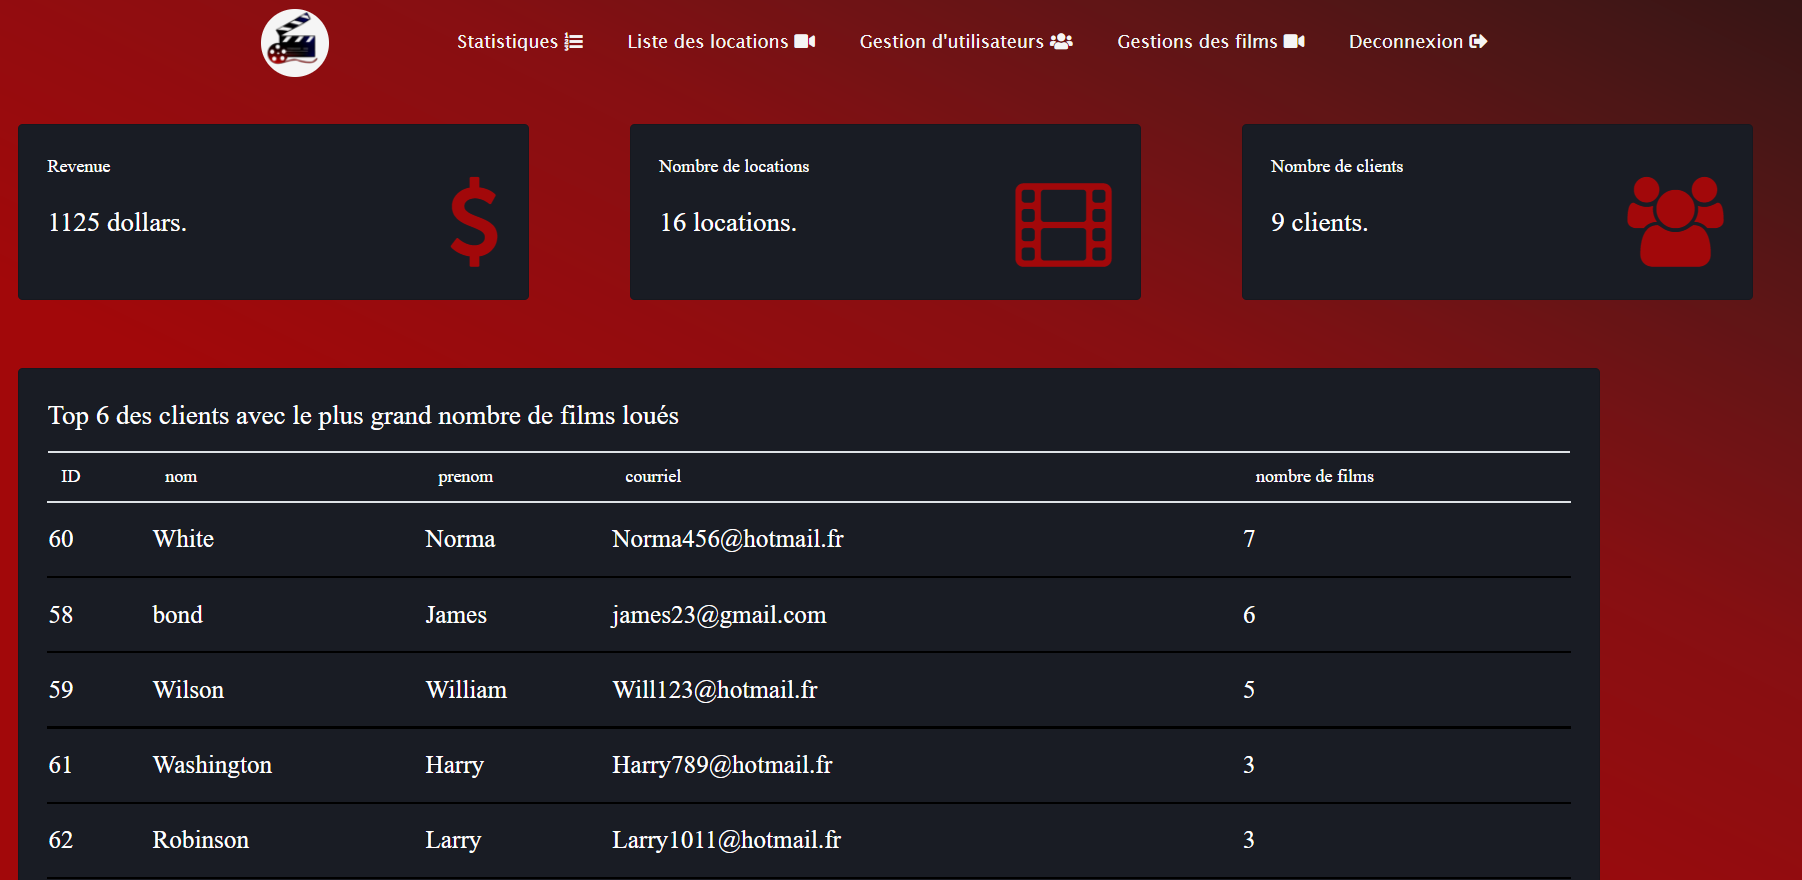 Statistiques Liste des locations Gestion d'utilisateurs Gestions des films Deconnexion
Revenue
1125 dollars.
Nombre de locations
16 locations.
Nombre de clients
9 clients.
Top 6 des clients avec le plus grand nombre de films loués
ID nom prenom courriel nombre de films
60 White Norma Norma456@hotmail.fr 7
58 bond James james23@gmail.com 6
59 Wilson William Will123@hotmail.fr 5
61 Washington Harry Harry789@hotmail.fr 3
62 Robinson Larry Larry1011@hotmail.fr 3